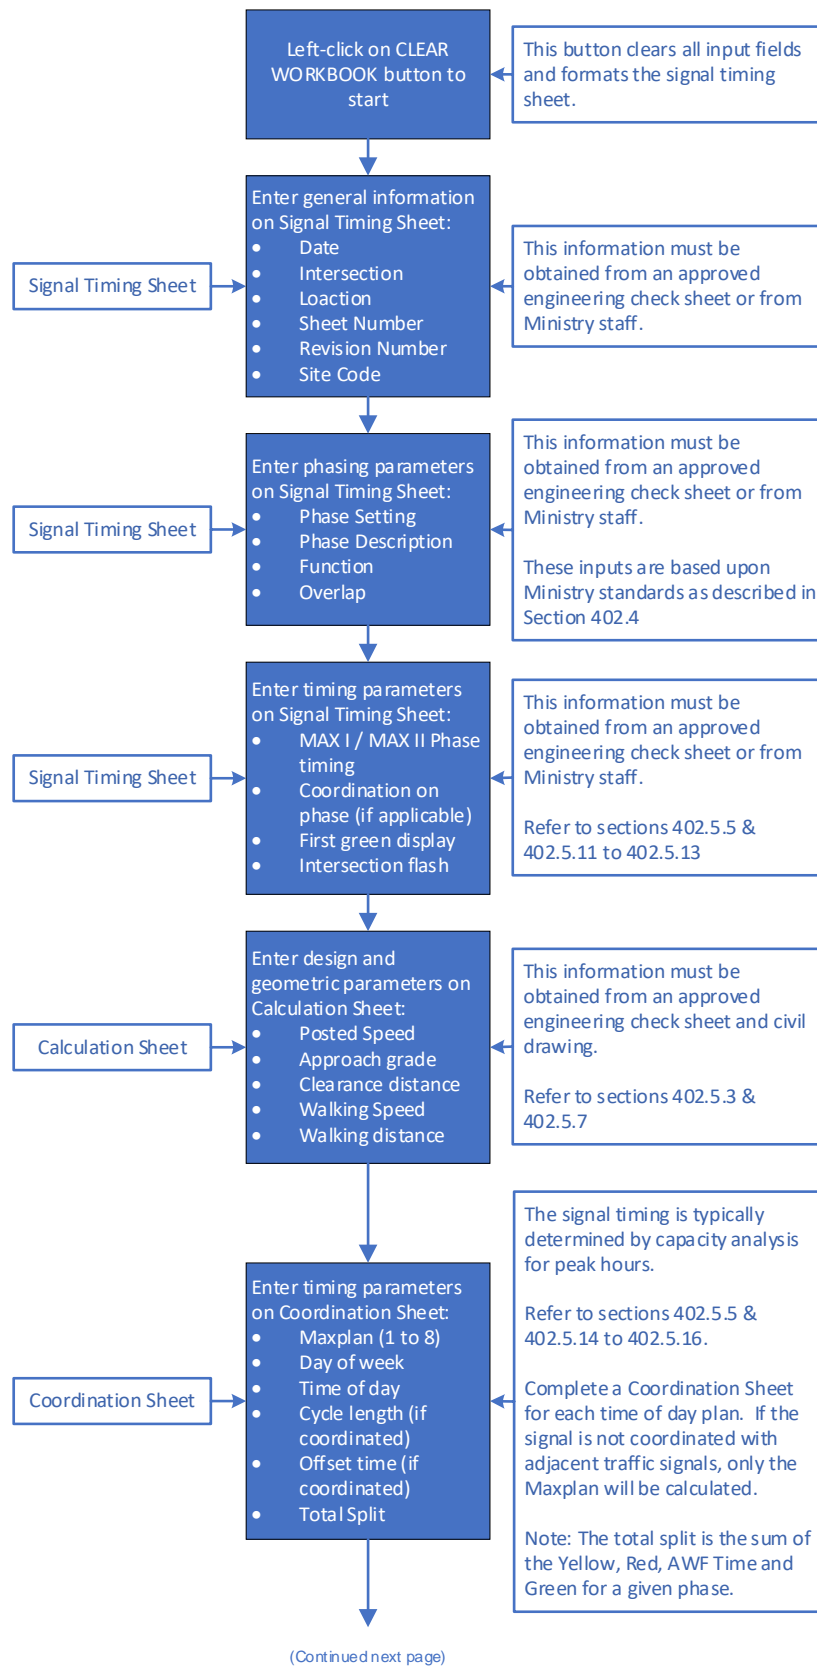 Left-click on CLEAR
WORKBOOK button to
start
This button clears all input fields
and formats the signal timing
sheet.
Signal Timing Sheet
Enter general information
on Signal Timing Sheet:
• Date
• Intersection
• Loaction
• Sheet Number
• Revision Number
• Site Code
This information must be
obtained from an approved
engineering check sheet or from
Ministry staff.
Signal Timing Sheet
Enter phasing parameters
on Signal Timing Sheet:
• Phase Setting
• Phase Description
• Function
• Overlap
This information must be
obtained from an approved
engineering check sheet or from
Ministry staff.
These inputs are based upon
Ministry standards as described in
Section 402.4
Signal Timing Sheet
Enter timing parameters
on Signal Timing Sheet:
• MAX I / MAX II Phase
timing
• Coordination on
phase (if applicable)
• First green display
• Intersection flash
This information must be
obtained from an approved
engineering check sheet or from
Ministry staff.
Refer to sections 402.5.5 &
402.5.11 to 402.5.13
Calculation Sheet
Enter design and
geometric parameters on
Calculation Sheet:
• Posted Speed
• Approach grade
• Clearance distance
• Walking Speed
• Walking distance
This information must be
obtained from an approved
engineering check sheet and civil
drawing.
Refer to sections 402.5.3 &
402.5.7
Coordination Sheet
Enter timing parameters
on Coordination Sheet:
• Maxplan (1 to 8)
• Day of week
• Time of day
• Cycle length (if
coordinated)
• Offset time (if
coordinated)
• Total Split
The signal timing is typically
determined by capacity analysis
for peak hours.
Refer to sections 402.5.5 &
402.5.14 to 402.5.16.
Complete a Coordination Sheet
for each time of day plan. If the
signal is not coordinated with
adjacent traffic signals, only the
Maxplan will be calculated.
Note: The total split is the sum of
the Yellow, Red, AWF Time and
Green for a given phase.
(Continued next page)